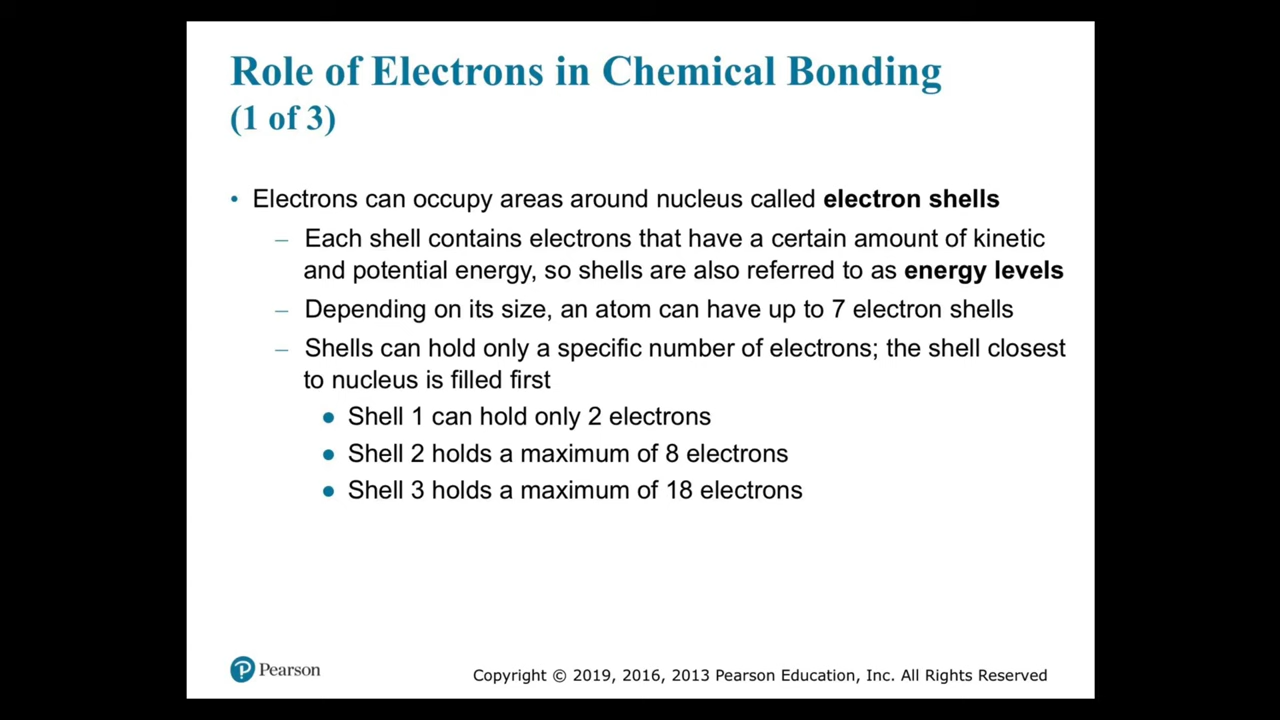 Role of Electrons in Chemical Bonding
(1 of 3)
• Electrons can occupy areas around nucleus called electron shells
– Each shell contains electrons that have a certain amount of kinetic
and potential energy, so shells are also referred to as energy levels
– Depending on its size, an atom can have up to 7 electron shells
– Shells can hold only a specific number of electrons; the shell closest
to nucleus is filled first
● Shell 1 can hold only 2 electrons
● Shell 2 holds a maximum of 8 electrons
● Shell 3 holds a maximum of 18 electrons
P Pearson
Copyright © 2019, 2016, 2013 Pearson Education, Inc. All Rights Reserved